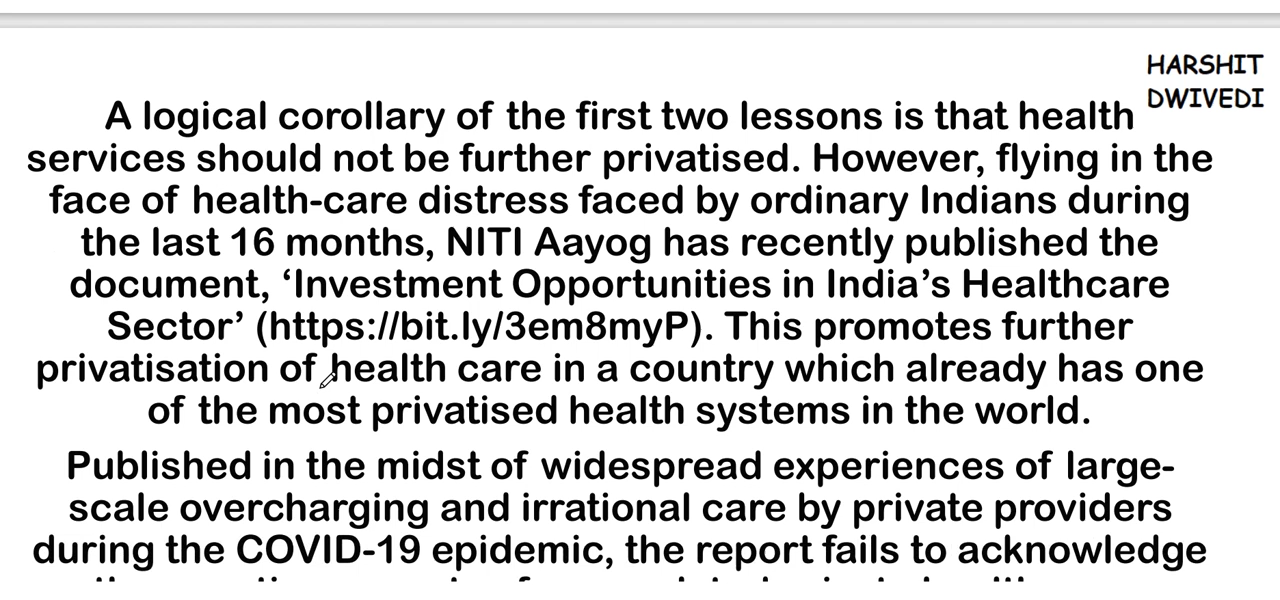 HARSHIT
DWIVEDI
A logical corollary of the first two lessons is that health
services should not be further privatised. However, flying in the
face of health-care distress faced by ordinary Indians during
the last 16 months, NITI Aayog has recently published the
document, ‘Investment Opportunities in India’s Healthcare
Sector’ (https://bit.ly/3em8myP). This promotes further
privatisation of health care in a country which already has one
of the most privatised health systems in the world.
Published in the midst of widespread experiences of large-
scale overcharging and irrational care by private providers
during the COVID-19 epidemic, the report fails to acknowledge